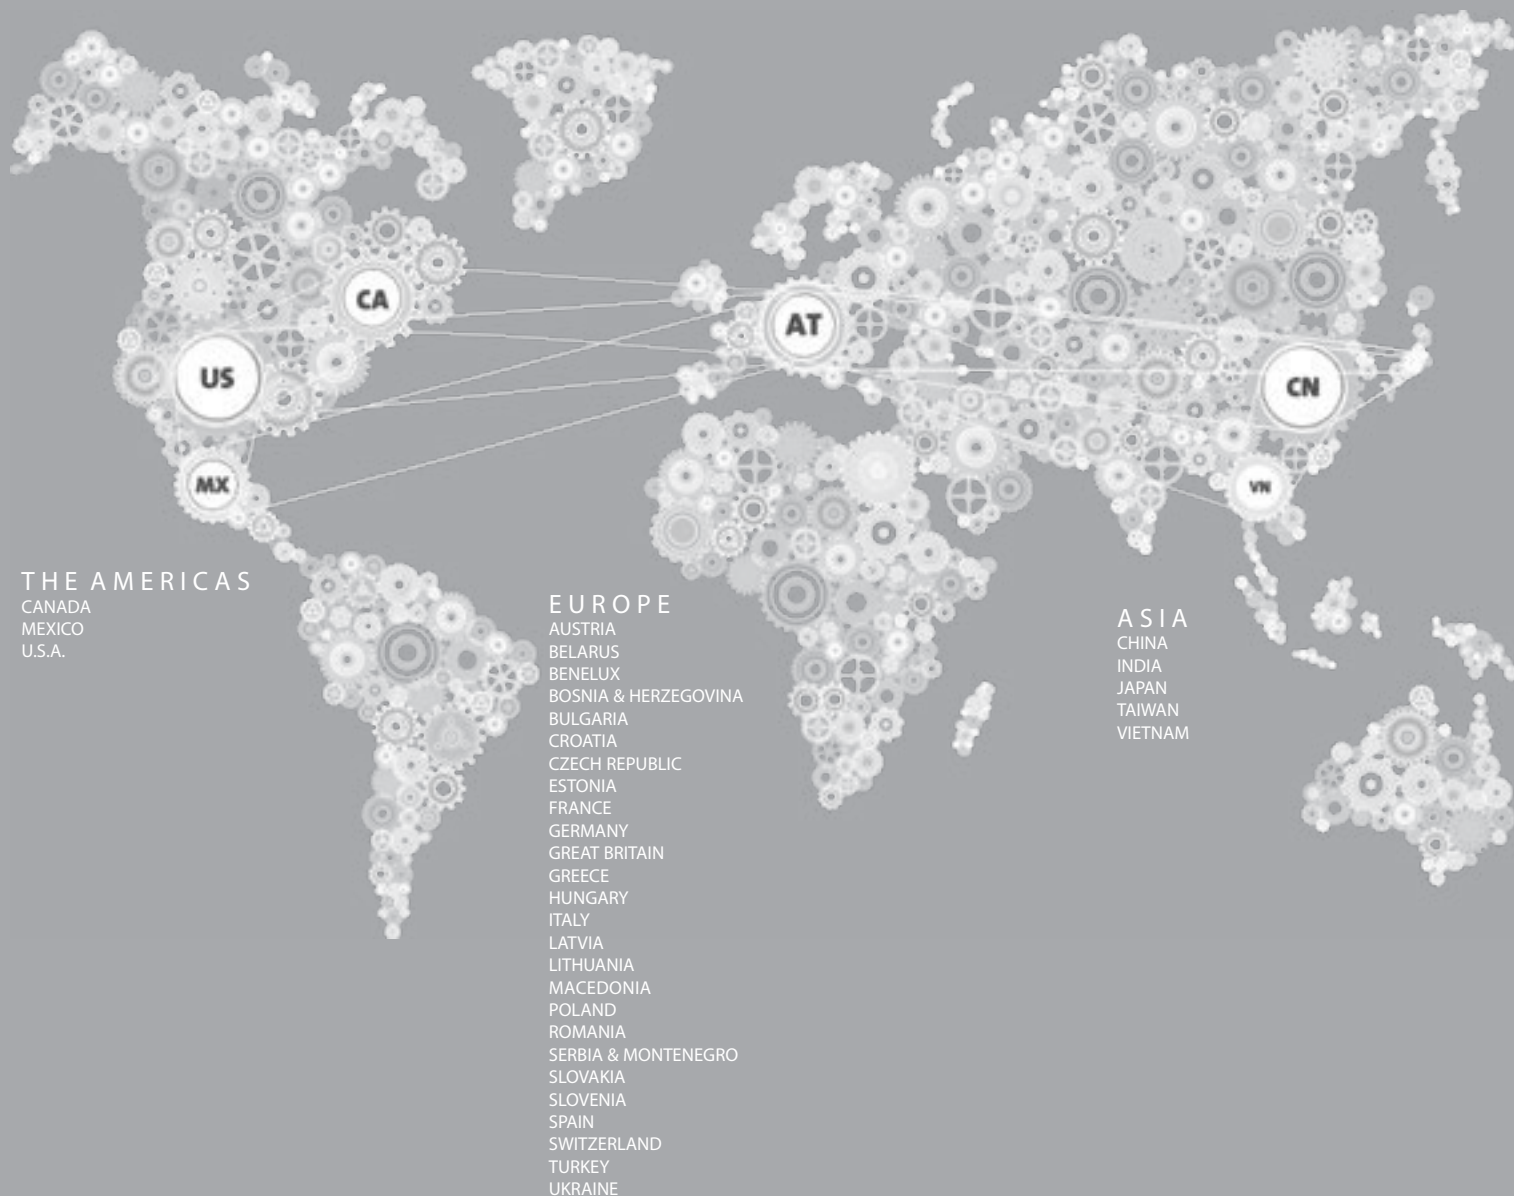 CA
AT
US
CN
MX
VN
THE AMERICAS
CANADA
MEXICO
U.S.A.
EUROPE
AUSTRIA
BELARUS
BENELUX
BOSNIA & HERZEGOVINA
BULGARIA
CROATIA
CZECH REPUBLIC
ESTONIA
FRANCE
GERMANY
GREAT BRITAIN
GREECE
HUNGARY
ITALY
LATVIA
LITHUANIA
MACEDONIA
POLAND
ROMANIA
SERBIA & MONTENEGRO
SLOVAKIA
SLOVENIA
SPAIN
SWITZERLAND
TURKEY
UKRAINE
ASIA
CHINA
INDIA
JAPAN
TAIWAN
VIETNAM